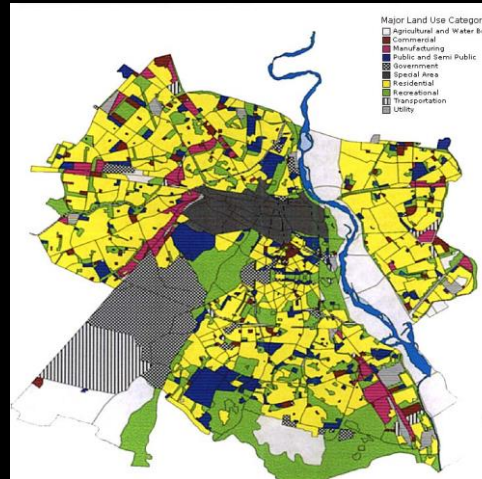 Major Land Use Categor
Agricultural and Water Bo
Commercial
Manufacturing
Public and Semi Public
Government
Special Area
Residential
Recreational
Transportation
Utility